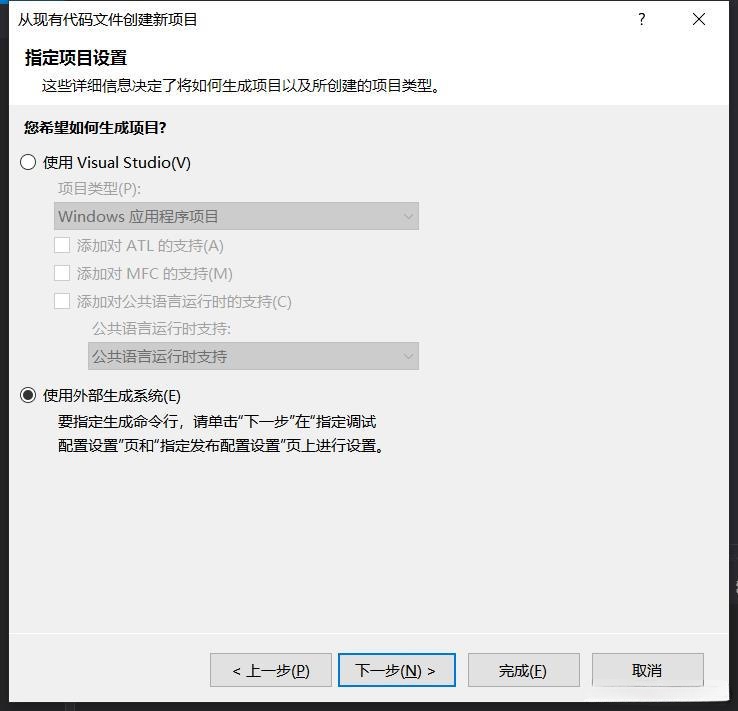 从现有代码文件创建新项目
?
指定项目设置
这些详细信息决定了将如何生成项目以及所创建的项目类型。
您希望如何生成项目?
使用 Visual Studio(V)
项目类型(P):
Windows 应用程序项目
添加对 ATL 的支持(A)
添加对 MFC 的支持(M)
添加对公共语言运行时的支持(C)
公共语言运行时支持:
公共语言运行时支持
使用外部生成系统(E)
要指定生成命令行，请单击“下一步”在“指定调试
配置设置”页和“指定发布配置设置”页上进行设置。
< 上一步(P)
下一步(N) >
完成(F)
取消